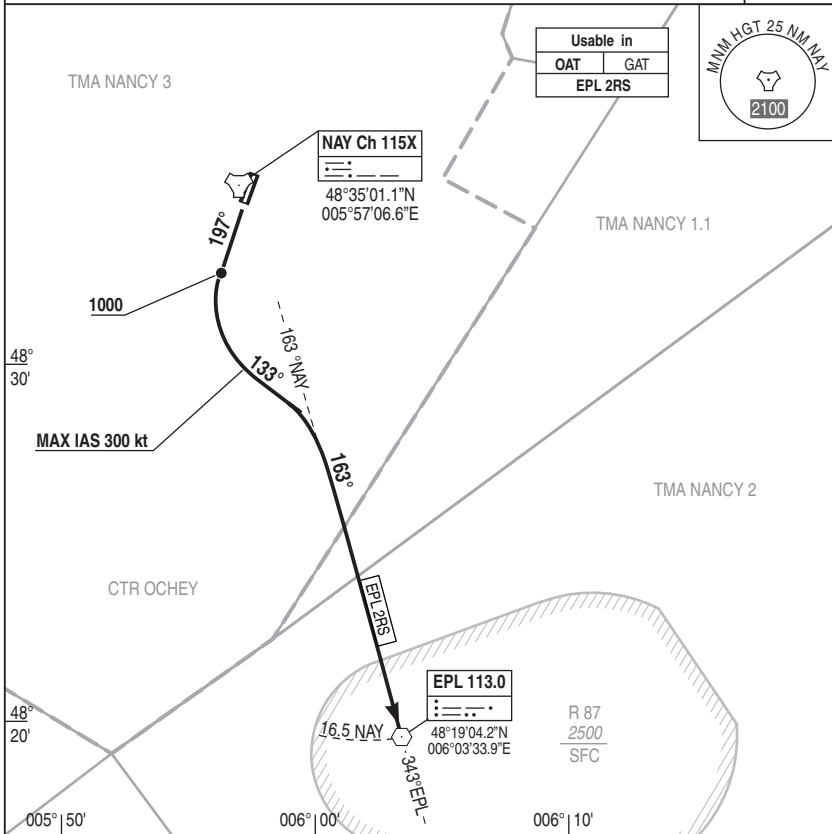 Usable in
OAT GAT
EPL 2RS
MNM HGT 25 NM NAY
2100
TMA NANCY 3
NAY Ch 115X
48°35'01.1"N
005°57'06.6"E
197°
TMA NANCY 1.1
1000
163 °NAY
48°
30'
133°
MAX IAS 300 kt
163°
TMA NANCY 2
CTR OCHEY
EPL 2RS
EPL 113.0
48°19'04.2"N
006°03'33.9"E
R 87
2500
SFC
48°
20'
16.5 NAY
343°EPL
005°50'
006°00'
006°10'